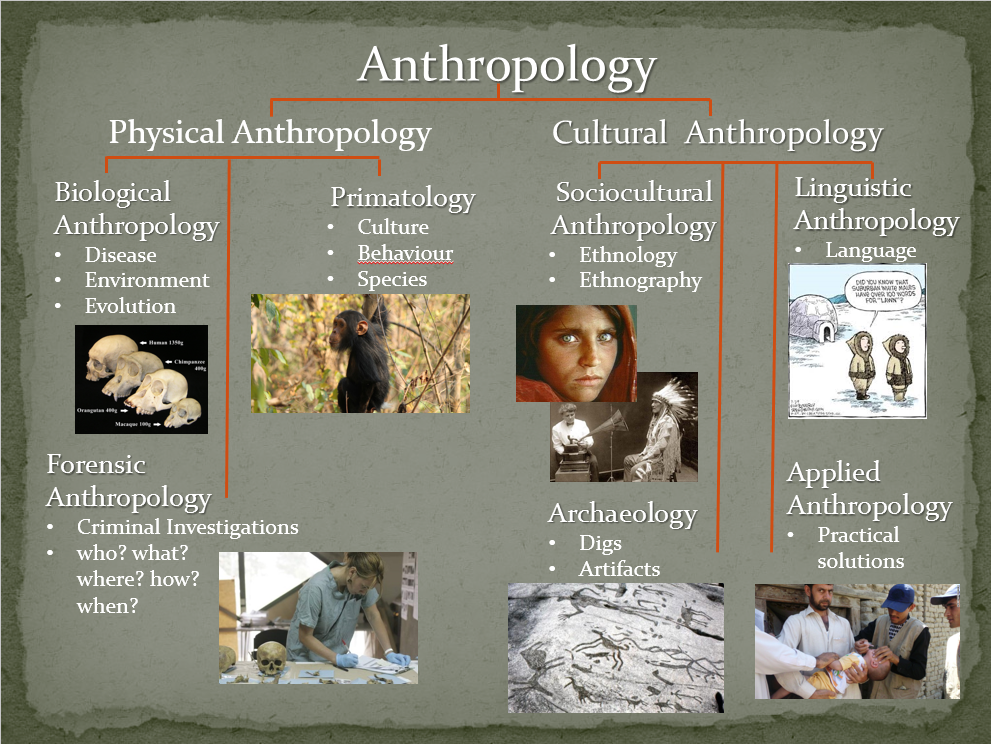 Anthropology
Physical Anthropology
Cultural Anthropology
Biological
Anthropology
• Disease
• Environment
• Evolution
Human 1350g
Chimpanzee
400g
Orangutan 400g
Macaque 100g
Primatology
• Culture
• Behaviour
• Species
Sociocultural
Anthropology
• Ethnology
• Ethnography
Linguistic
Anthropology
• Language
DID YOU KNOW THAT
SUBURBAN WHITE MALES
HAVE OVER 100 WORDS
FOR "LAWN"?
Forensic
Anthropology
• Criminal Investigations
• who? what?
where? how?
when?
Archaeology
• Digs
• Artifacts
Applied
Anthropology
• Practical
solutions